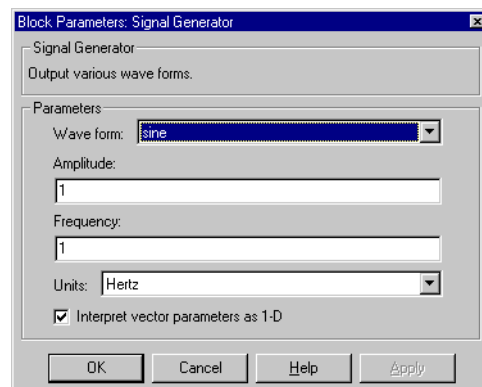 Block Parameters: Signal Generator
Signal Generator
Output various wave forms.
Parameters
Wave form: sine
Amplitude:
1
Frequency:
1
Units: Hertz
Interpret vector parameters as 1-D
OK Cancel Help Apply